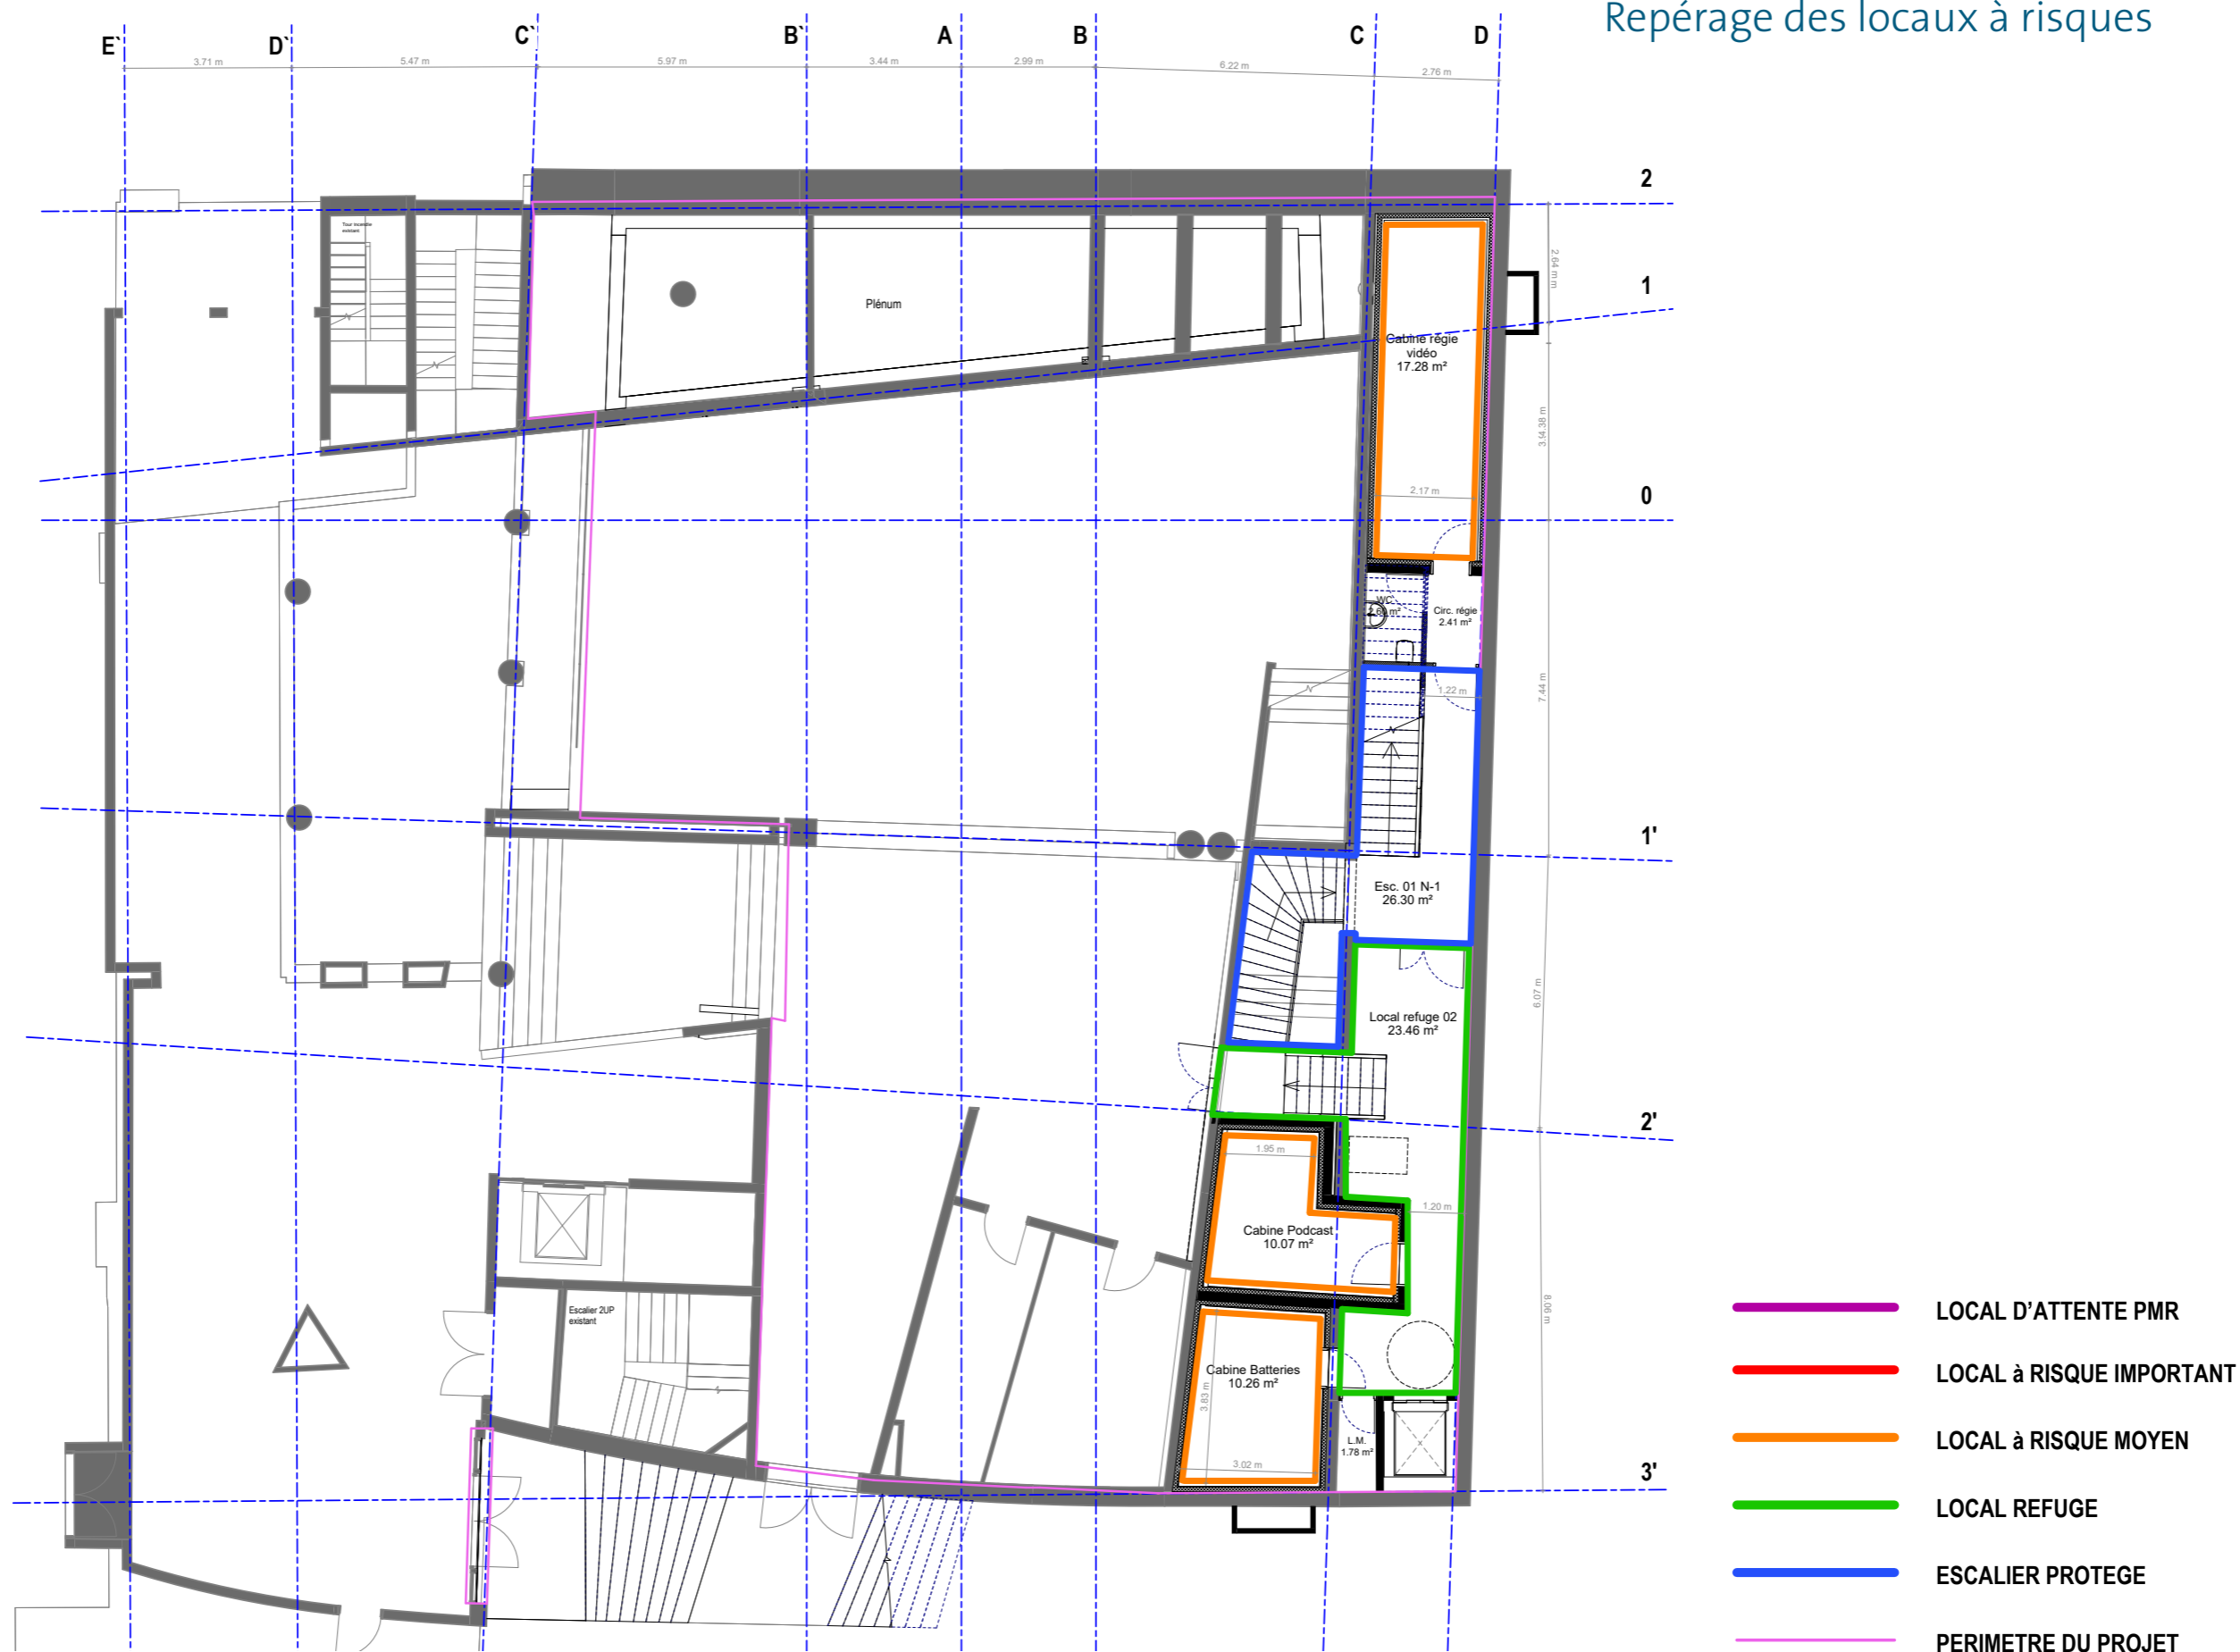 Repérage des locaux à risques
E`
D`
C`
B`
A
B
C
D
3.71 m
5.47 m
5.97 m
3.44 m
2.99 m
6.22 m
2.76 m
2
1
0
1'
2'
3'
2.64 m
7.44 m
6.07 m
8.06 m
Tour incendie
existant
Plénum
Cabine régie
vidéo
17.28 m²
2.17 m
WC
Circ. régie
2.41 m²
1.22 m
Esc. 01 N-1
26.30 m²
Local refuge 02
23.46 m²
1.95 m
1.20 m
Cabine Podcast
10.07 m²
Escalier 2UP
existant
Cabine Batteries
10.26 m²
3.83 m
3.02 m
L.M.
1.78 m²
LOCAL D'ATTENTE PMR
LOCAL à RISQUE IMPORTANT
LOCAL à RISQUE MOYEN
LOCAL REFUGE
ESCALIER PROTEGE
PERIMETRE DU PROJET